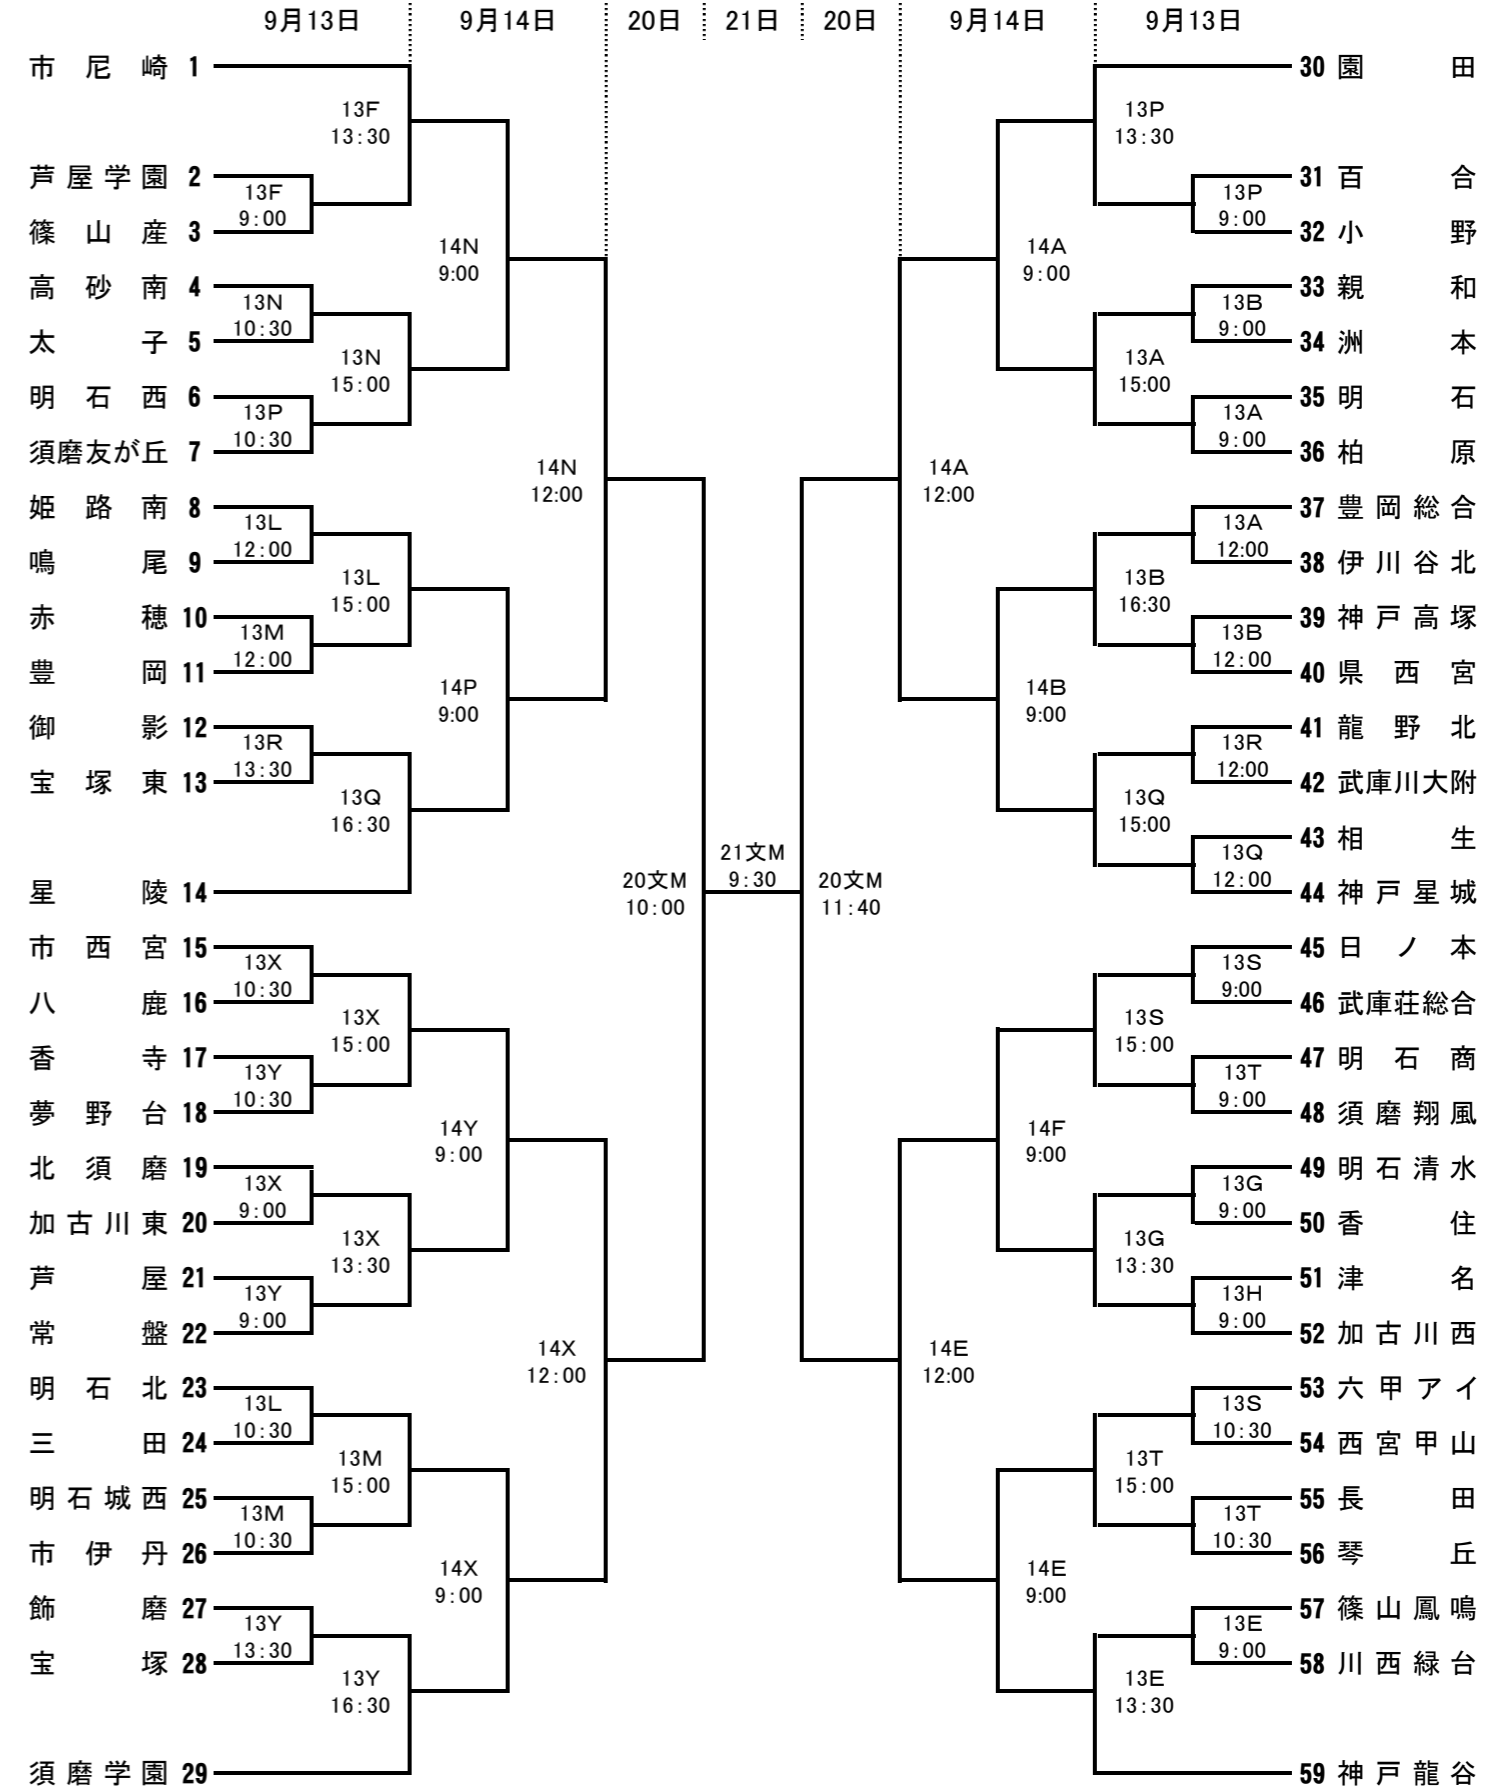 9月13日 9月14日 20日 21日 20日 9月14日 9月13日
市尼崎 1
13F
13:30
芦屋学園 2
13F
9:00
篠山産 3
14N
9:00
高砂南 4
13N
10:30
太子 5
13N
15:00
明石西 6
13P
10:30
須磨友が丘 7
14N
12:00
姫路南 8
13L
12:00
鳴尾 9
13L
15:00
赤穂 10
13M
12:00
豊岡 11
14P
9:00
御影 12
13R
13:30
宝塚東 13
13Q
16:30
星陵 14
20文M
10:00
市西宮 15
13X
10:30
八鹿 16
13X
15:00
香寺 17
13Y
10:30
夢野台 18
14Y
9:00
北須磨 19
13X
9:00
加古川東 20
13X
13:30
芦屋 21
13Y
9:00
常盤 22
14X
12:00
明石北 23
13L
10:30
三田 24
13M
15:00
明石城西 25
13M
10:30
市伊丹 26
14X
9:00
飾磨 27
13Y
13:30
宝塚 28
13Y
16:30
須磨学園 29
21文M
9:30
30 園田
13P
13:30
31 百合
13P
9:00
32 小野
14A
9:00
33 親和
13B
9:00
34 洲本
13A
15:00
35 明石
13A
9:00
36 柏原
14A
12:00
37 豊岡総合
13A
12:00
38 伊川谷北
13B
16:30
39 神戸高塚
13B
12:00
40 県西宮
14B
9:00
41 龍野北
13R
12:00
42 武庫川大附
13Q
15:00
43 相生
13Q
12:00
44 神戸星城
20文M
11:40
45 日ノ本
13S
9:00
46 武庫荘総合
13S
15:00
47 明石商
13T
9:00
48 須磨翔風
14F
9:00
49 明石清水
13G
9:00
50 香住
13G
13:30
51 津名
13H
9:00
52 加古川西
14E
12:00
53 六甲アイ
13S
10:30
54 西宮甲山
13T
15:00
55 長田
13T
10:30
56 琴丘
14E
9:00
57 篠山鳳鳴
13E
9:00
58 川西緑台
13E
13:30
59 神戸龍谷